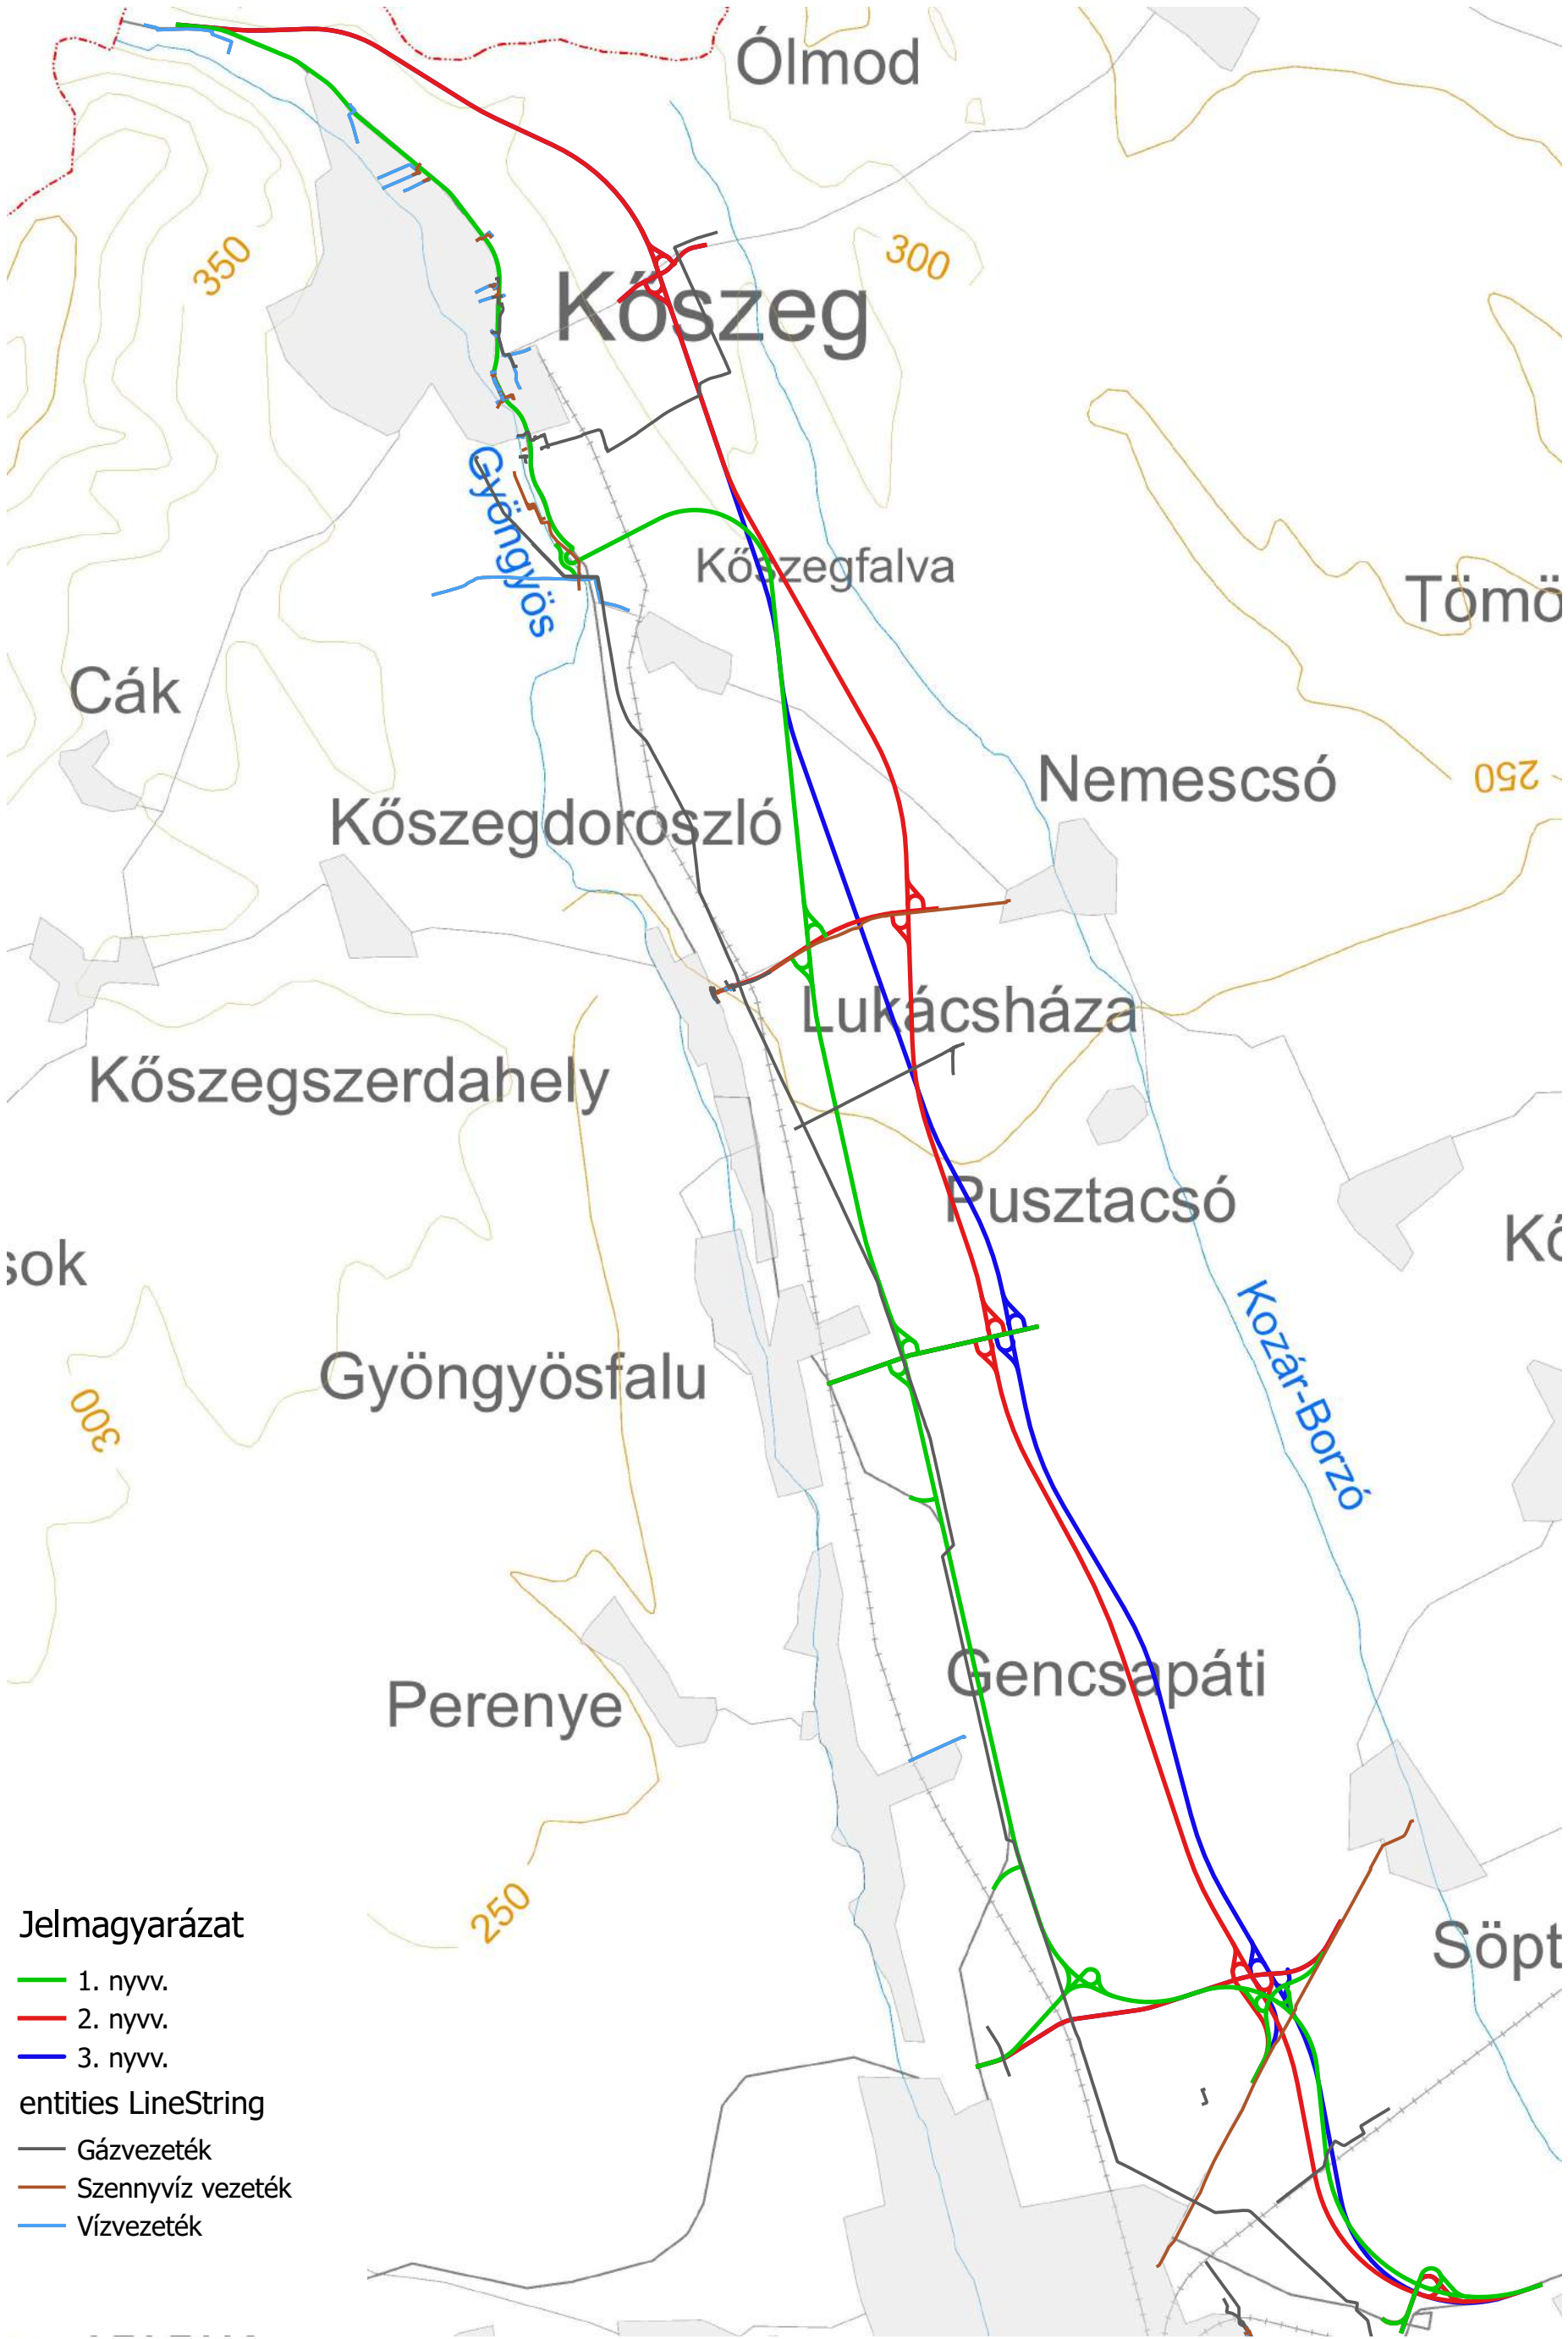 Ólmod
350
300
Kőszeg
Gyöngyös
Kőszegfalva
Tömö
Cák
Nemescsó
250
Kőszegdoroszló
Lukácsháza
Kőszegszerdahely
Pusztacsó
sok
Kő
Kozár-Borzó
Gyöngyösfalu
300
Gencsapáti
Perenye
250
Söpt
Jelmagyarázat
1. nyvv.
2. nyvv.
3. nyvv.
entities LineString
Gázvezeték
Szennyvíz vezeték
Vízvezeték